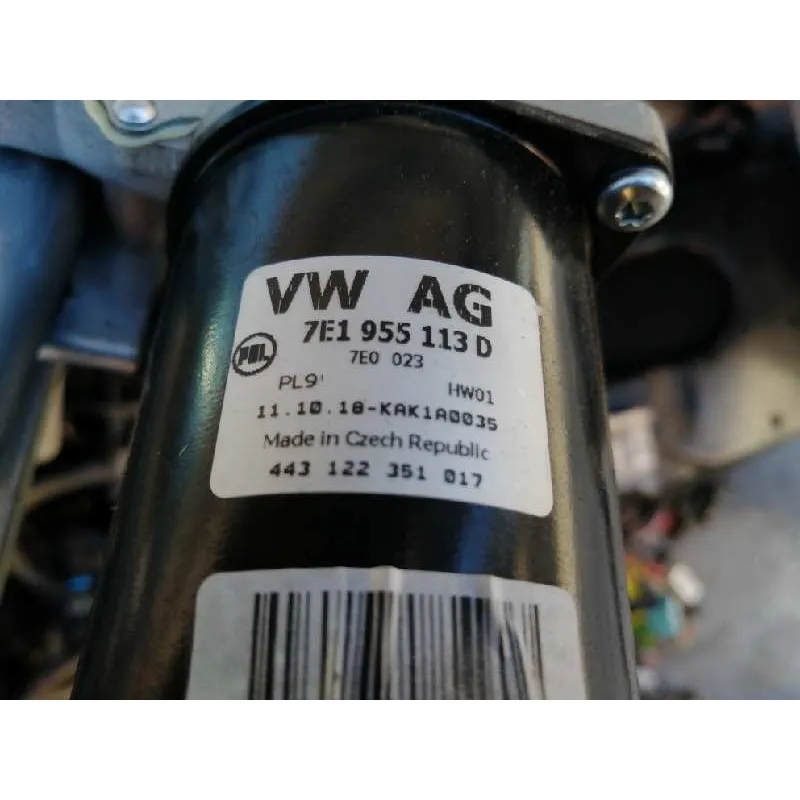 VW AG
7E1 955 113 D
7E0 023
PAL
PL9
HW01
11.10.18-KAK1A0035
Made in Czech Republic
443 122 351 017